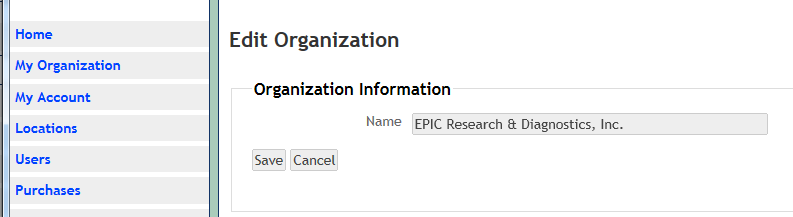 Home
My Organization
My Account
Locations
Users
Purchases
Edit Organization
Organization Information
Name EPIC Research & Diagnostics, Inc.
Save Cancel